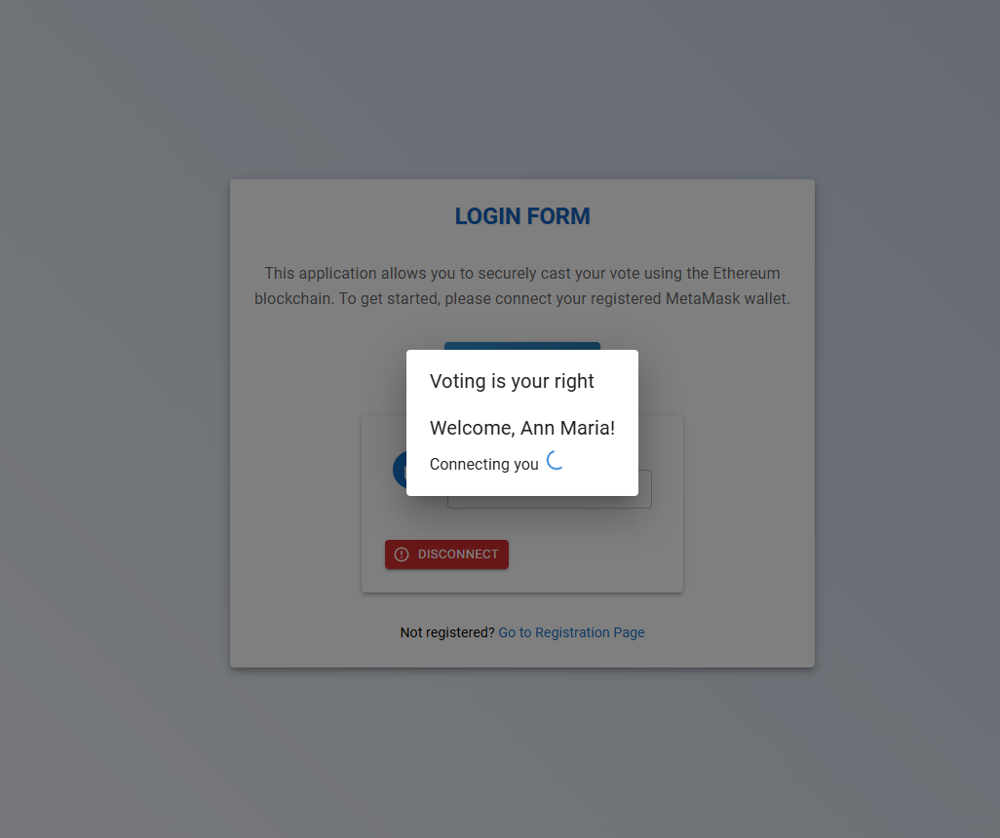 LOGIN FORM
This application allows you to securely cast your vote using the Ethereum
blockchain. To get started, please connect your registered MetaMask wallet.
Voting is your right
Welcome, Ann Maria!
Connecting you
DISCONNECT
Not registered? Go to Registration Page